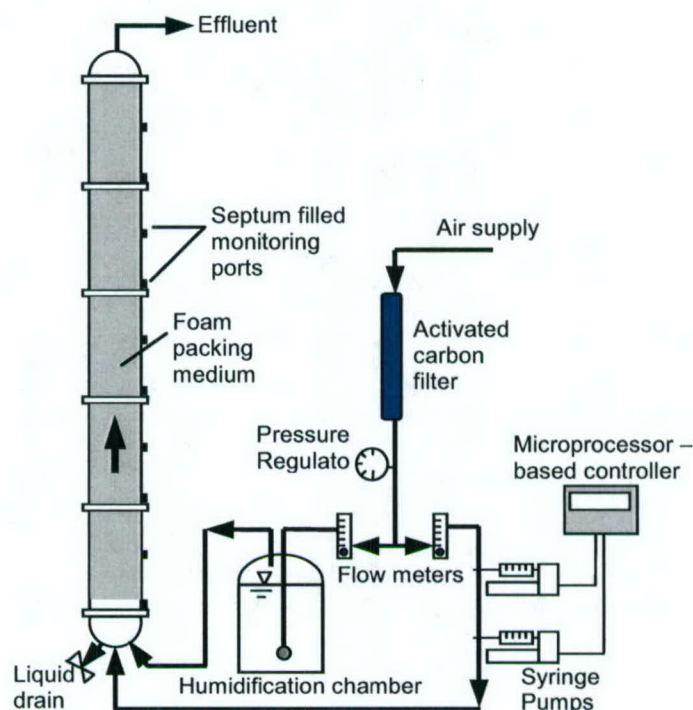 Effluent
Septum filled
monitoring
ports
Air supply
Foam
packing
medium
Activated
carbon
filter
Pressure
Regulato
Microprocessor –
based controller
Flow meters
Liquid
drain
Humidification chamber
Syringe
Pumps